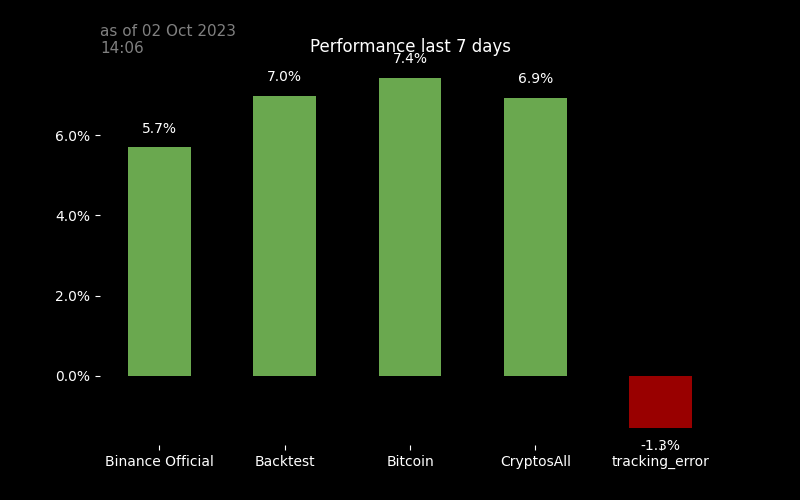 as of 02 Oct 2023
14:06
Performance last 7 days
5.7%
7.0%
7.4%
6.9%
-1.3%
6.0%
4.0%
2.0%
0.0%
Binance Official
Backtest
Bitcoin
CryptosAll
tracking_error